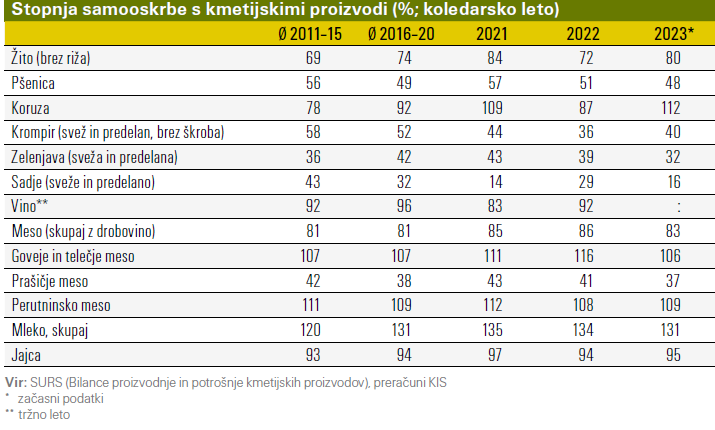 Stopnja samooskrbe s kmetijskimi proizvodi (%; koledarsko leto)
Ø 2011–15 Ø 2016–20 2021 2022 2023*
Žito (brez riža) 69 74 84 72 80
Pšenica 56 49 57 51 48
Koruza 78 92 109 87 112
Krompir (svež in predelan, brez škroba) 58 52 44 36 40
Zelenjava (sveža in predelana) 36 42 43 39 32
Sadje (sveže in predelano) 43 32 14 29 16
Vino** 92 96 83 92 :
Meso (skupaj z drobovino) 81 81 85 86 83
Goveje in telečje meso 107 107 111 116 106
Prašičje meso 42 38 43 41 37
Perutninsko meso 111 109 112 108 109
Mleko, skupaj 120 131 135 134 131
Jajca 93 94 97 94 95
Vir: SURS (Bilance proizvodnje in potrošnje kmetijskih proizvodov), preračuni KIS
* začasni podatki
** tržno leto